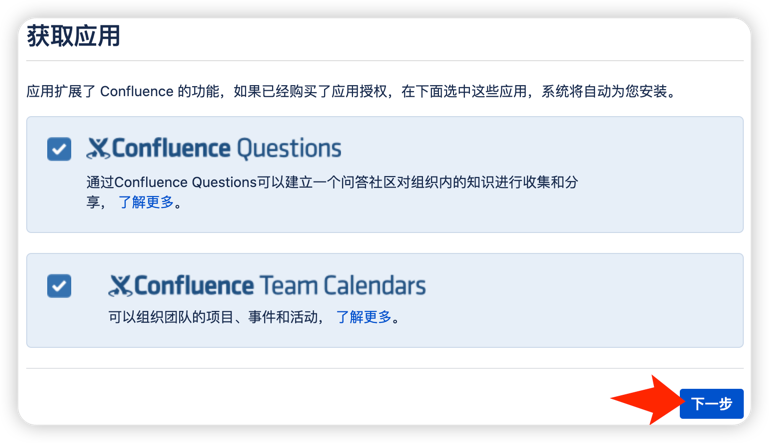 获取应用
应用扩展了 Confluence 的功能，如果已经购买了应用授权，在下面选中这些应用，系统将自动为您安装。
Confluence Questions
通过Confluence Questions可以建立一个问答社区对组织内的知识进行收集和分
享， 了解更多。
Confluence Team Calendars
可以组织团队的项目、事件和活动， 了解更多。
下一步